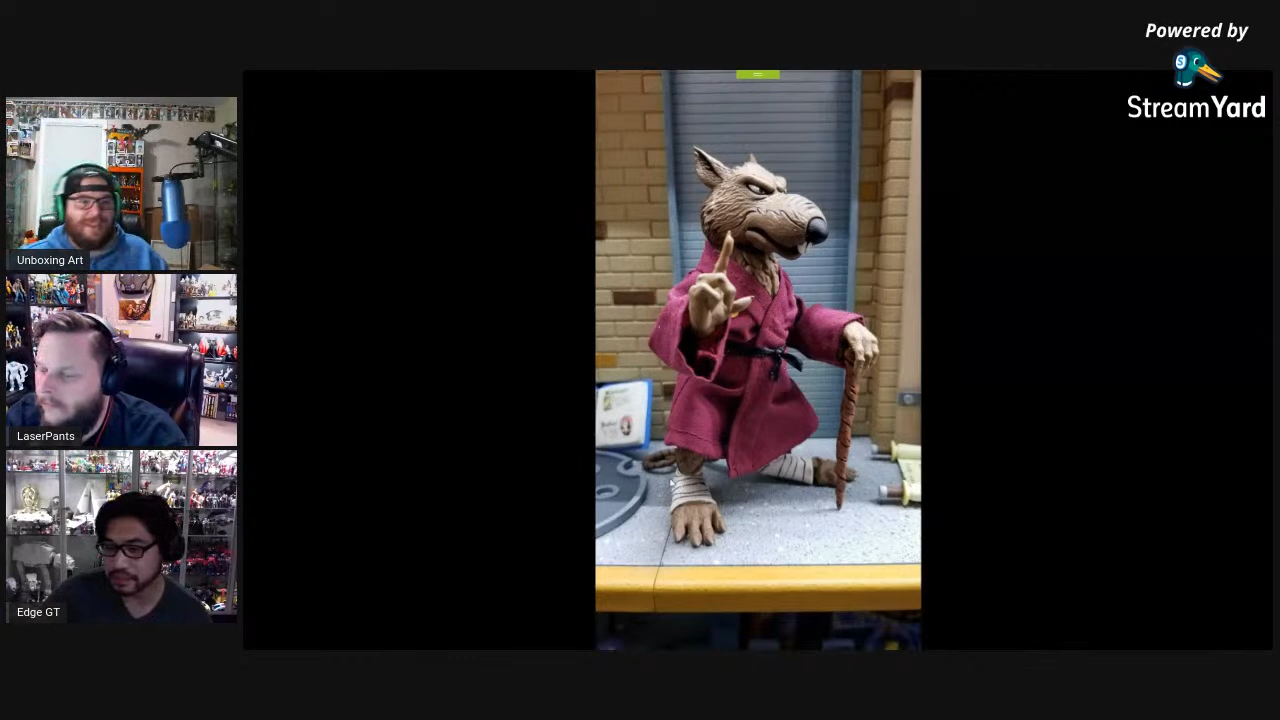 Powered by
StreamYard
Unboxing Art
LaserPants
Edge GT